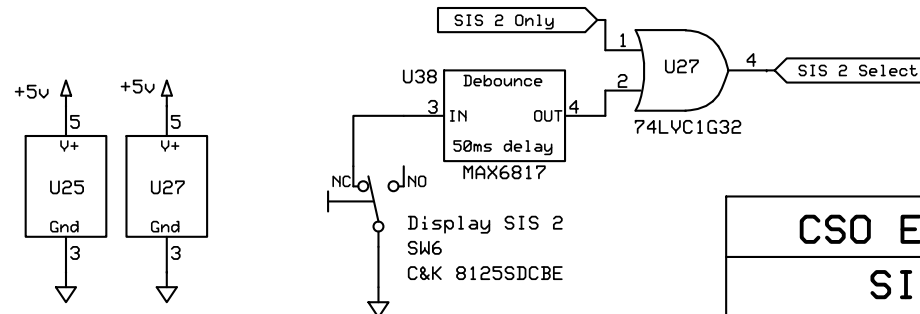 SIS 2 Only
1
U27
4
SIS 2 Select
2
74LVC1G32
U38
Debounce
3
IN
OUT
4
50ms delay
MAX6817
+5v
+5v
5
5
V+
V+
U25
U27
Gnd
Gnd
3
3
NC
NO
Display SIS 2
SW6
C&K 8125SDCBE
CSO E
SI